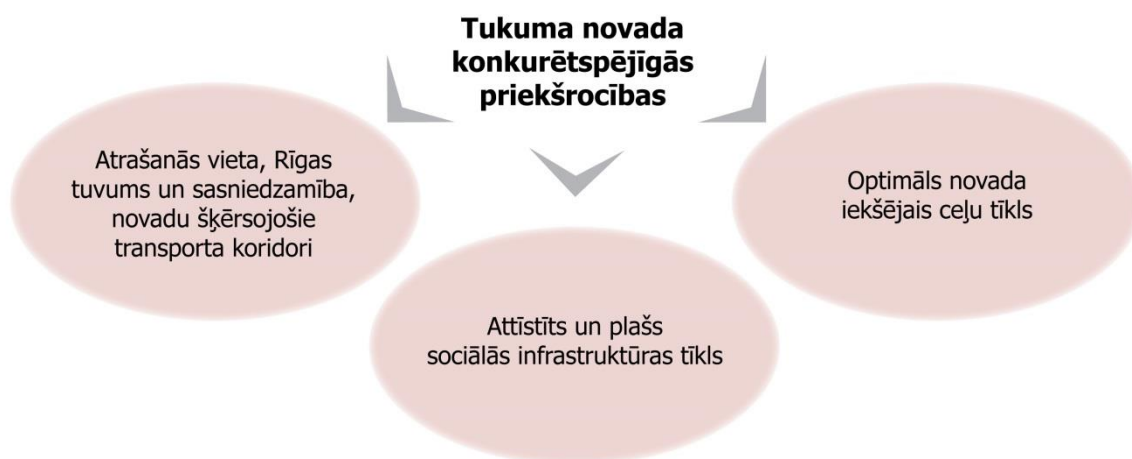 Tukuma novada
konkurētspējīgās
priekšrocības
Atrašanās vieta, Rīgas
tuvums un sasniedzamība,
novadu šķērsojošie
transporta koridori
Optimāls novada
iekšējais ceļu tīkls
Attīstīts un plašs
sociālās infrastruktūras tīkls